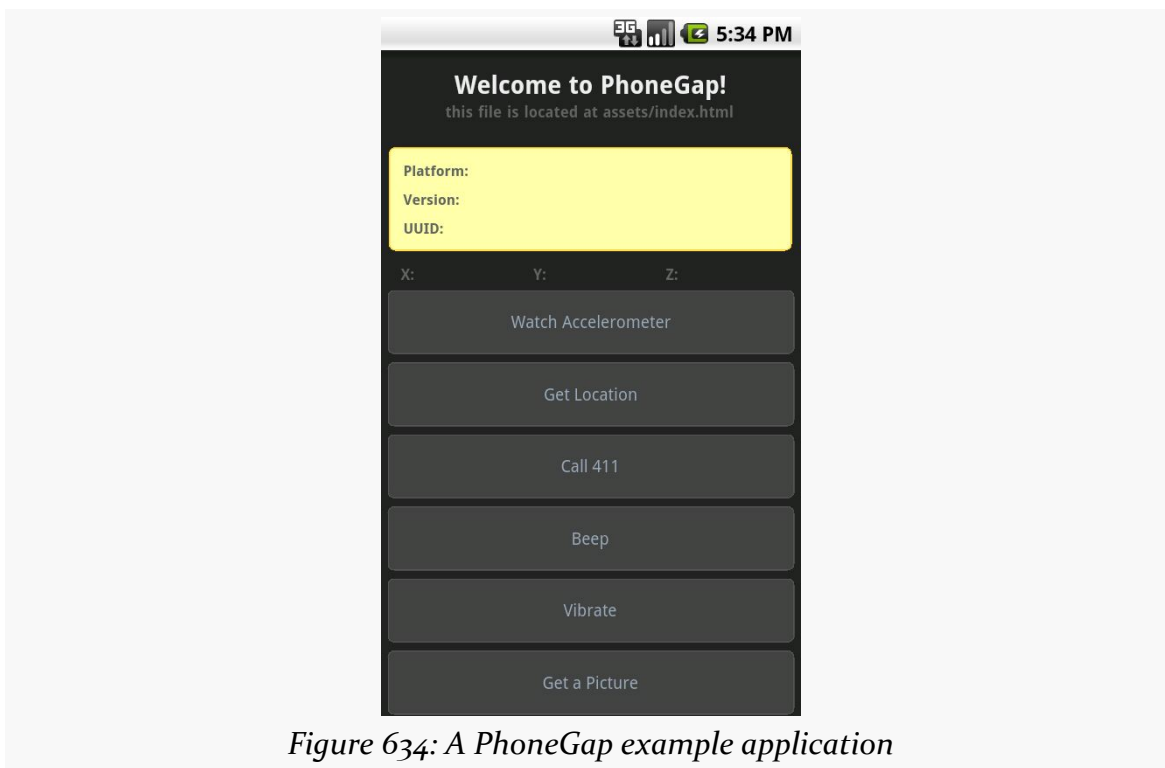 3G 5:34 PM
Welcome to PhoneGap!
this file is located at assets/index.html
Platform:
Version:
UUID:
X: Y: Z:
Watch Accelerometer
Get Location
Call 411
Beep
Vibrate
Get a Picture
Figure 634: A PhoneGap example application